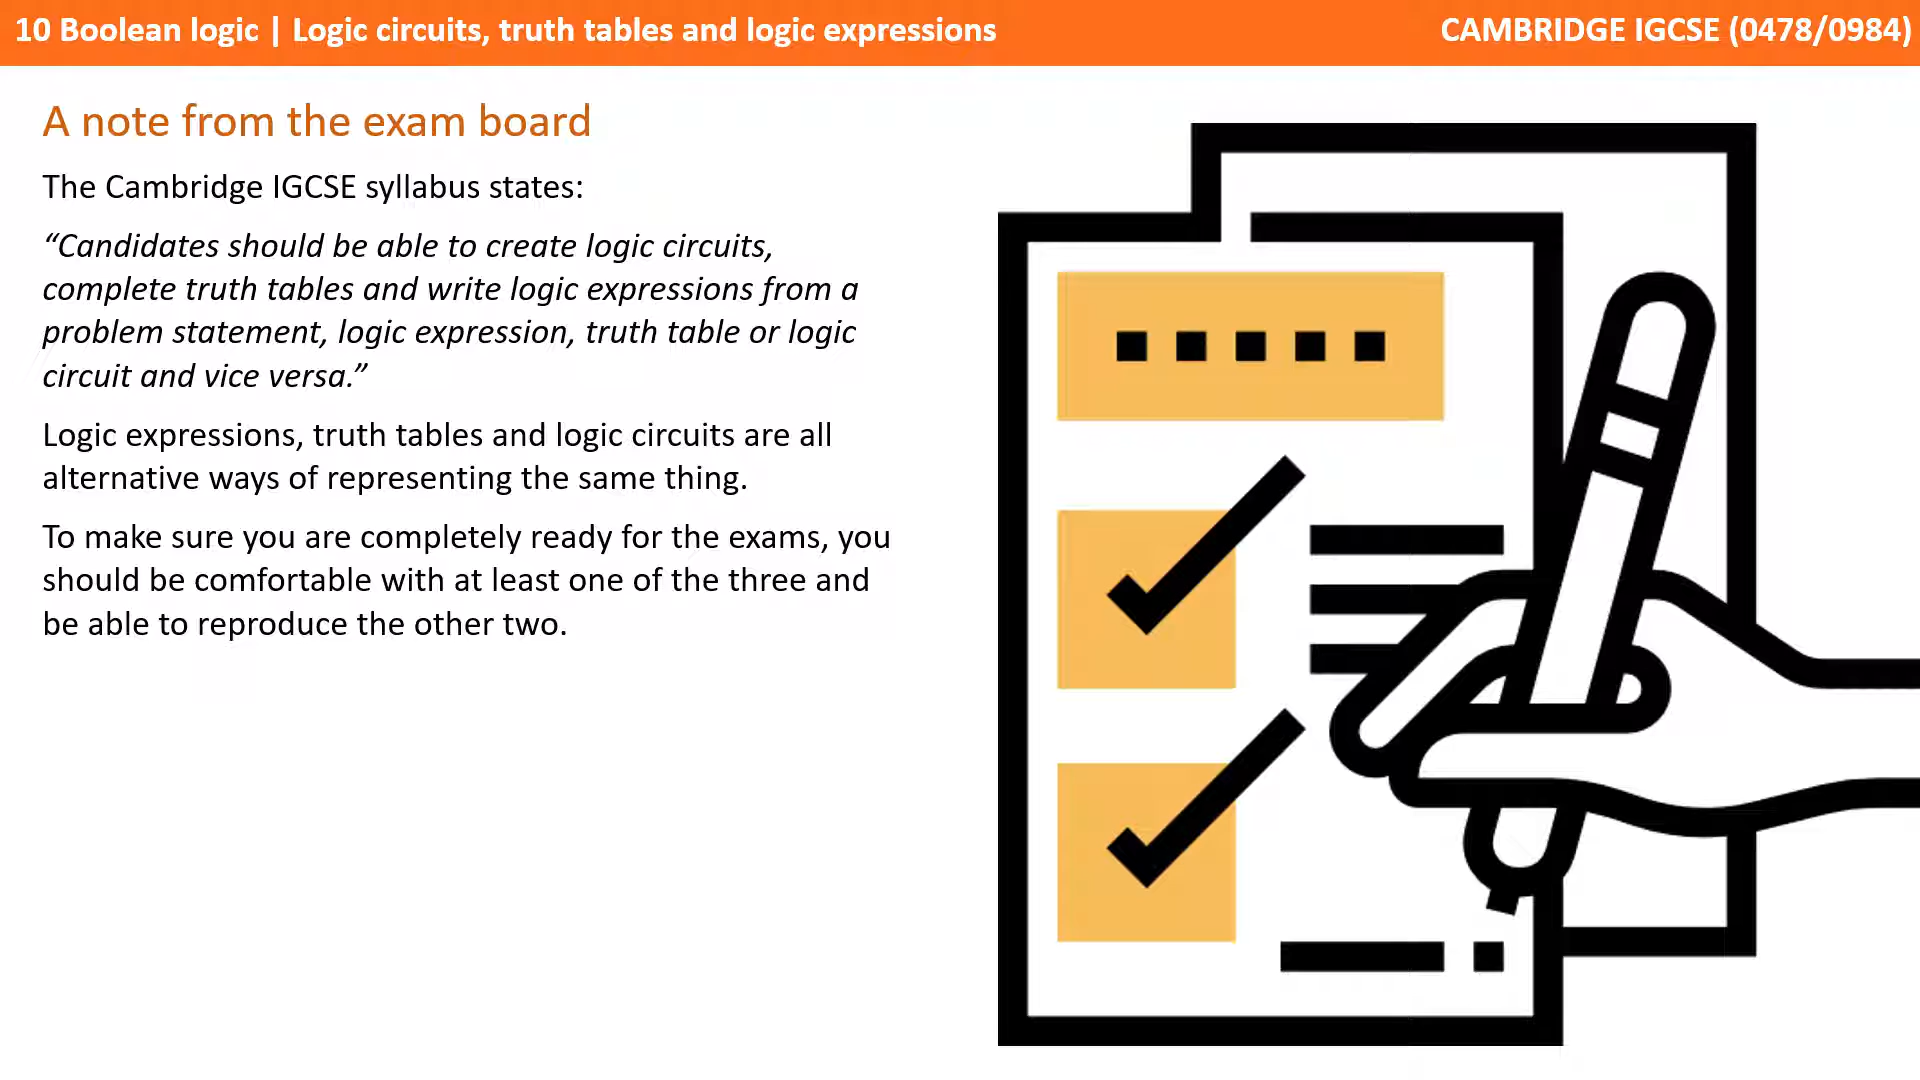 10 Boolean logic | Logic circuits, truth tables and logic expressions
CAMBRIDGE IGCSE (0478/0984)
A note from the exam board
The Cambridge IGCSE syllabus states:
“Candidates should be able to create logic circuits,
complete truth tables and write logic expressions from a
problem statement, logic expression, truth table or logic
circuit and vice versa.”
Logic expressions, truth tables and logic circuits are all
alternative ways of representing the same thing.
To make sure you are completely ready for the exams, you
should be comfortable with at least one of the three and
be able to reproduce the other two.